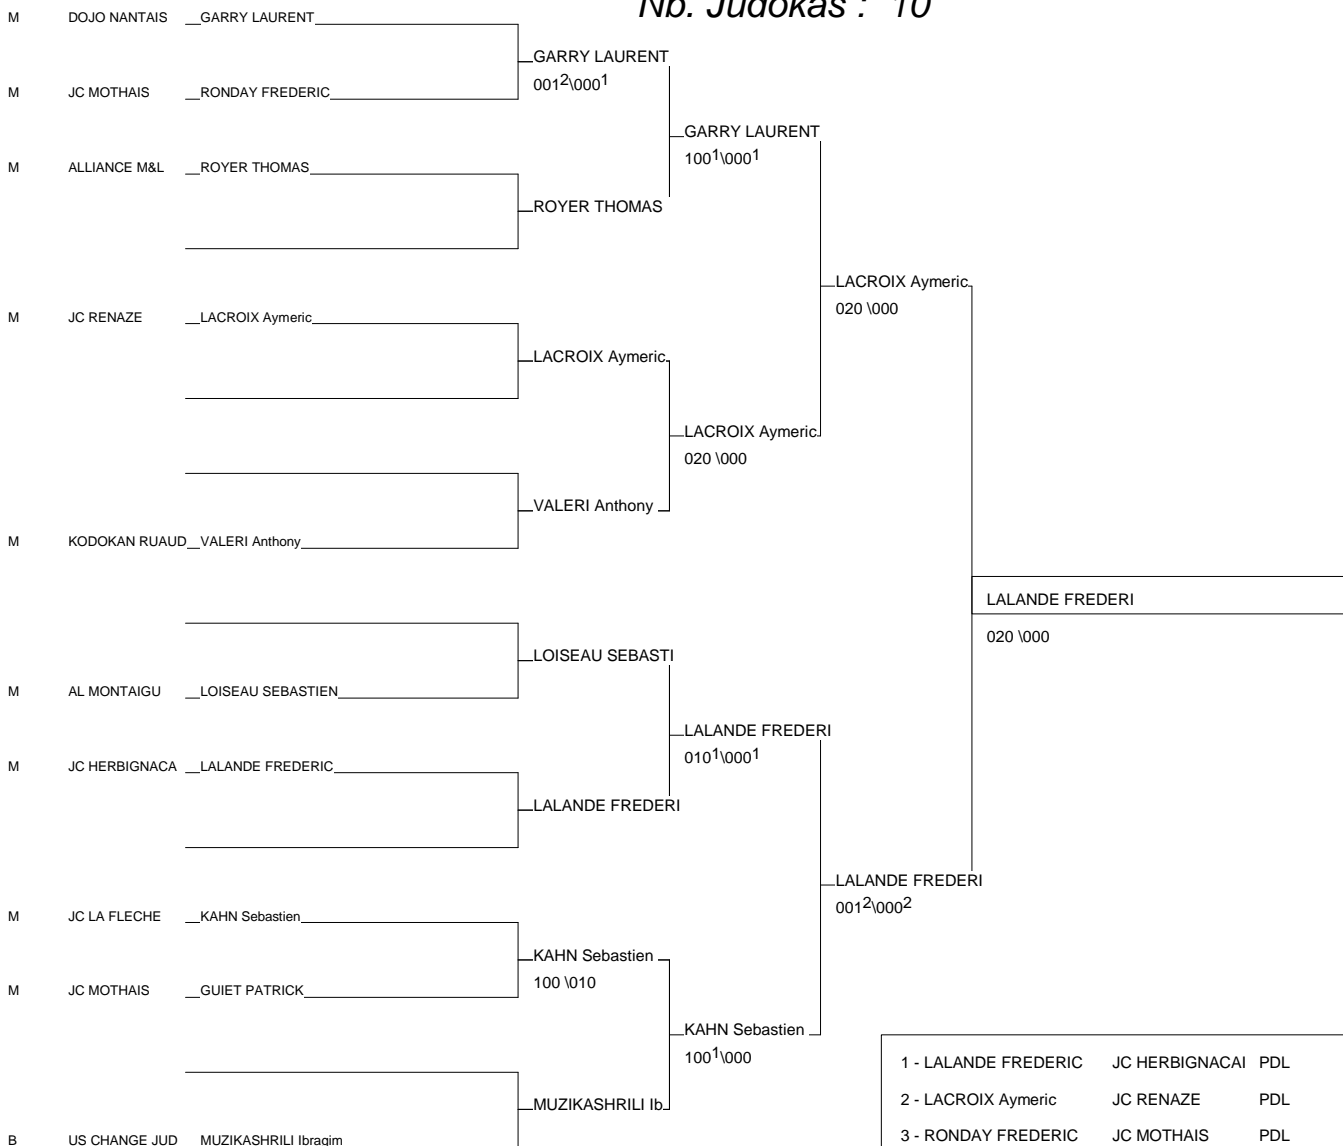 Nb. Judokas : 10
M DOJO NANTAIS GARRY LAURENT
GARRY LAURENT
001²\000¹
M JC MOTHAIS RONDAY FREDERIC
GARRY LAURENT
100¹\000¹
M ALLIANCE M&L ROYER THOMAS
ROYER THOMAS
LACROIX Aymeric
020 \000
M JC RENAZE LACROIX Aymeric
LACROIX Aymeric
LACROIX Aymeric
020 \000
VALERI Anthony
M KODOKAN RUAUD VALERI Anthony
LALANDE FREDERI
020 \000
LOISEAU SEBASTI
M AL MONTAIGU LOISEAU SEBASTIEN
LALANDE FREDERI
010¹\000¹
M JC HERBIGNACA LALANDE FREDERIC
LALANDE FREDERI
LALANDE FREDERI
001²\000²
M JC LA FLECHE KAHN Sebastien
KAHN Sebastien
100 \010
M JC MOTHAIS GUIET PATRICK
KAHN Sebastien
100¹\000
MUZIKASHRILI Ib
B US CHANGE JUD MUZIKASHRILI Ibragim
1 - LALANDE FREDERIC JC HERBIGNACAI PDL
2 - LACROIX Aymeric JC RENAZE PDL
3 - RONDAY FREDERIC JC MOTHAIS PDL